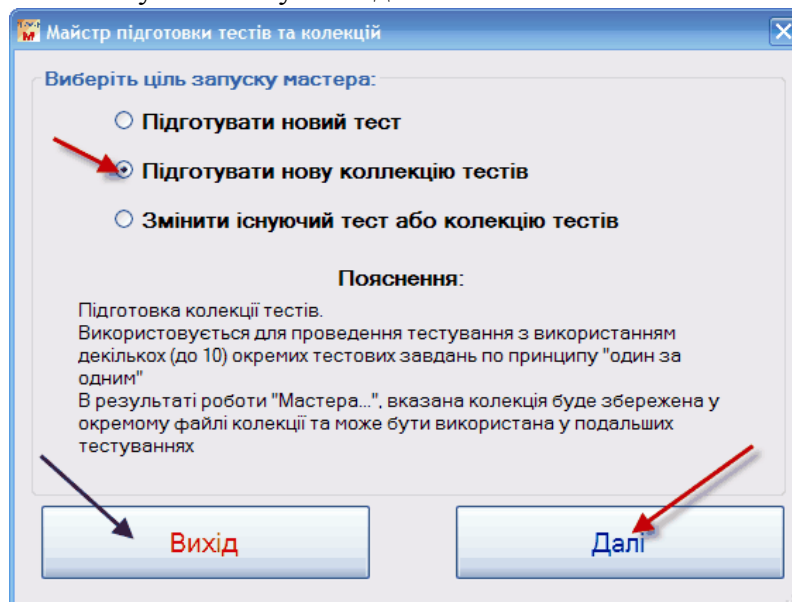 Майстр підготовки тестів та колекцій
Виберіть ціль запуску мастера:
Підготувати новий тест
Підготувати нову коллекцію тестів
Змінити існуючий тест або колекцію тестів
Пояснення:
Підготовка колекції тестів.
Використовується для проведення тестування з використанням
декількох (до 10) окремих тестових завдань по принципу "один за
одним"
В результаті роботи "Мастера...", вказана колекція буде збережена у
окремому файлі колекції та може бути використана у подальших
тестуваннях
Вихід
Далі